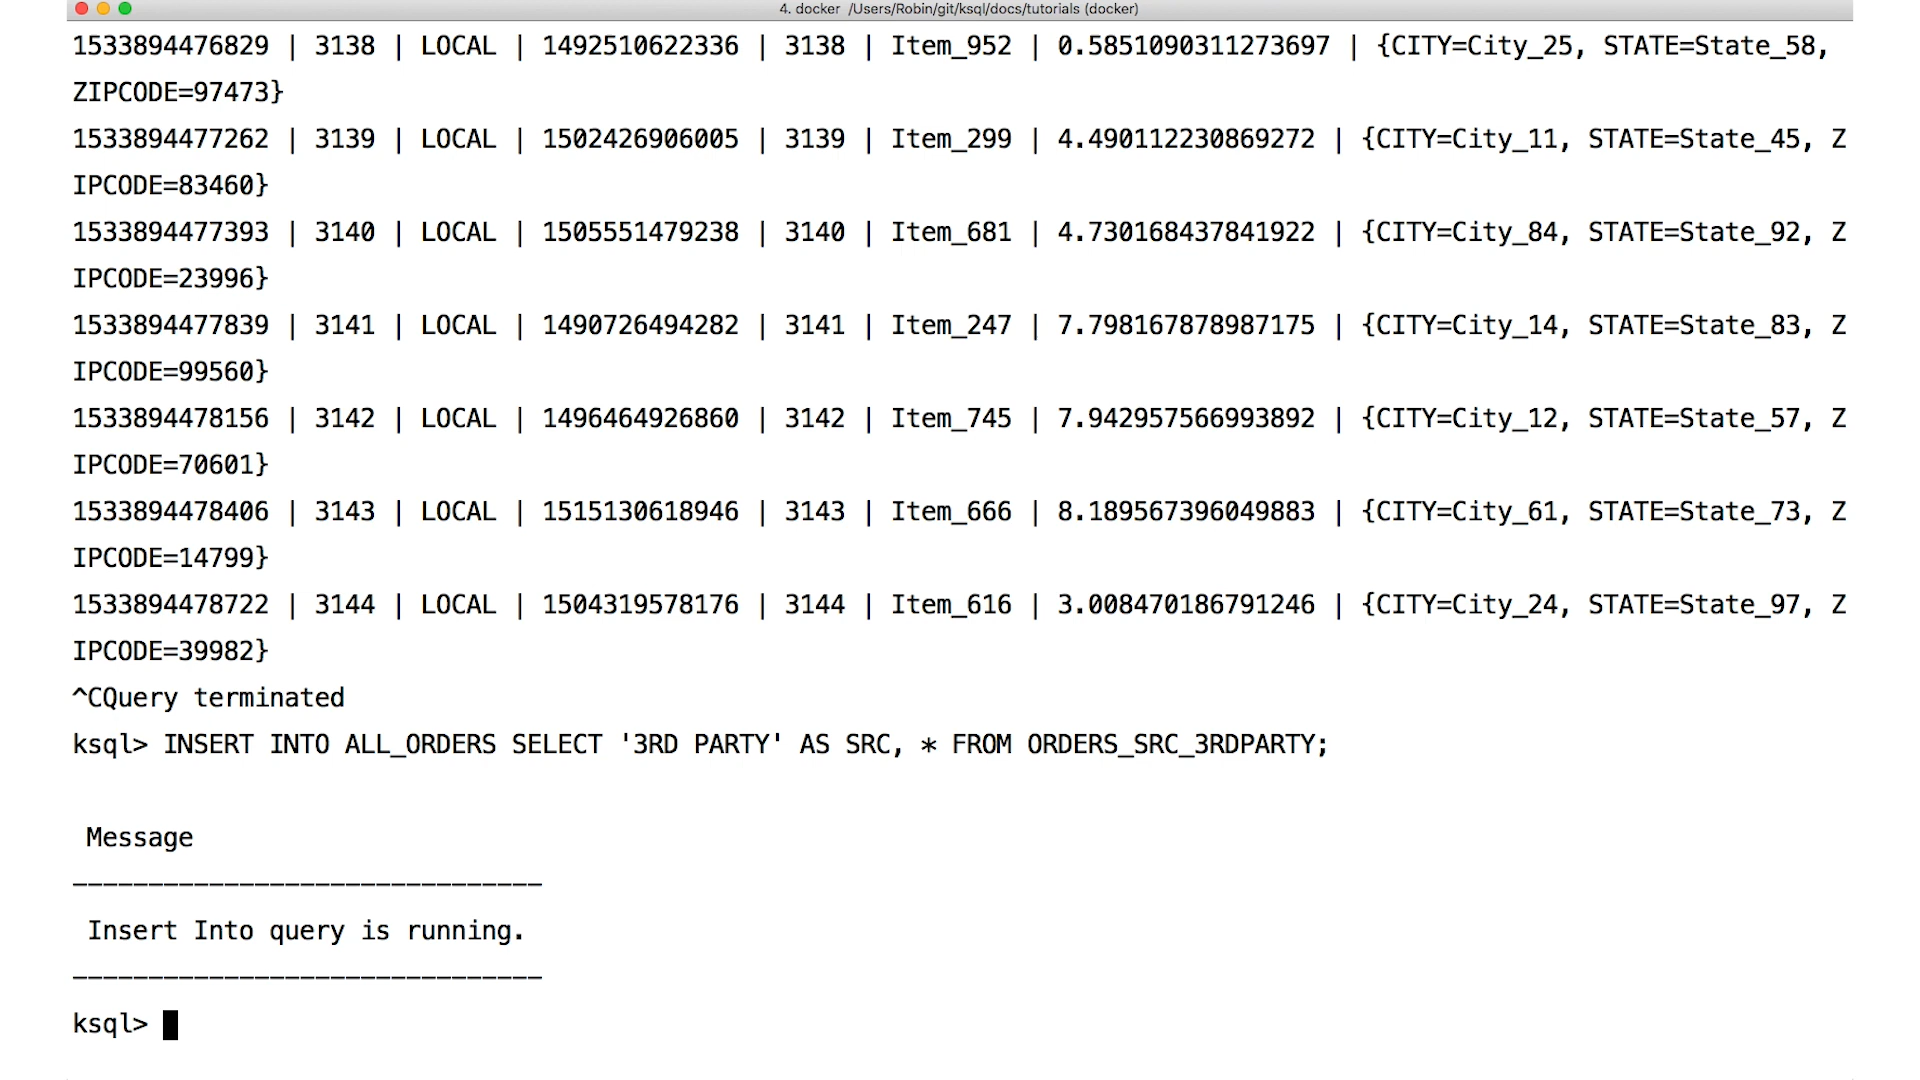 4. docker /Users/Robin/git/ksql/docs/tutorials (docker)
1533894476829 | 3138 | LOCAL | 1492510622336 | 3138 | Item_952 | 0.5851090311273697 | {CITY=City_25, STATE=State_58,
ZIPCODE=97473}
1533894477262 | 3139 | LOCAL | 1502426906005 | 3139 | Item_299 | 4.490112230869272 | {CITY=City_11, STATE=State_45, Z
IPCODE=83460}
1533894477393 | 3140 | LOCAL | 1505551479238 | 3140 | Item_681 | 4.730168437841922 | {CITY=City_84, STATE=State_92, Z
IPCODE=23996}
1533894477839 | 3141 | LOCAL | 1490726494282 | 3141 | Item_247 | 7.798167878987175 | {CITY=City_14, STATE=State_83, Z
IPCODE=99560}
1533894478156 | 3142 | LOCAL | 1496464926860 | 3142 | Item_745 | 7.942957566993892 | {CITY=City_12, STATE=State_57, Z
IPCODE=70601}
1533894478406 | 3143 | LOCAL | 1515130618946 | 3143 | Item_666 | 8.189567396049883 | {CITY=City_61, STATE=State_73, Z
IPCODE=14799}
1533894478722 | 3144 | LOCAL | 1504319578176 | 3144 | Item_616 | 3.008470186791246 | {CITY=City_24, STATE=State_97, Z
IPCODE=39982}
^CQuery terminated
ksql> INSERT INTO ALL_ORDERS SELECT '3RD PARTY' AS SRC, * FROM ORDERS_SRC_3RDPARTY;
Message
-------------------------------
Insert Into query is running.
-------------------------------
ksql>